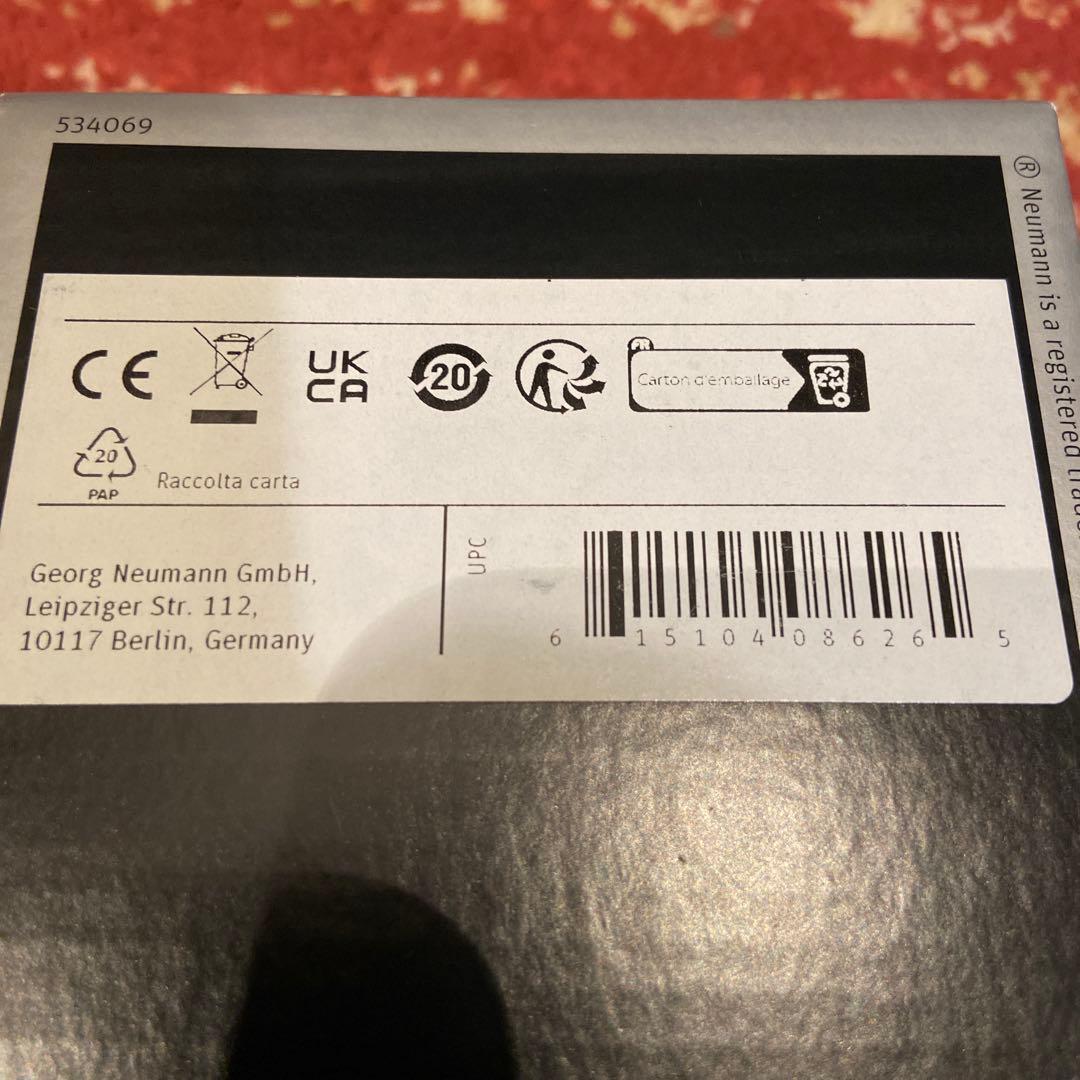 534069
® Neumann is a registered
CE
UK
CA
20
FR
Carton d'emballage
20
PAP
Raccolta carta
Georg Neumann GmbH,
Leipziger Str. 112,
10117 Berlin, Germany
UPC
6 15104 08626 5